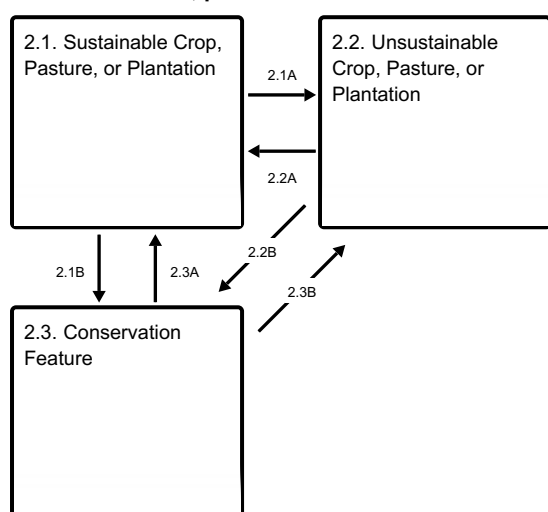 2.1. Sustainable Crop,
Pasture, or Plantation
2.2. Unsustainable
Crop, Pasture, or
Plantation
2.1A
2.2A
2.1B
2.3A
2.2B
2.3B
2.3. Conservation
Feature